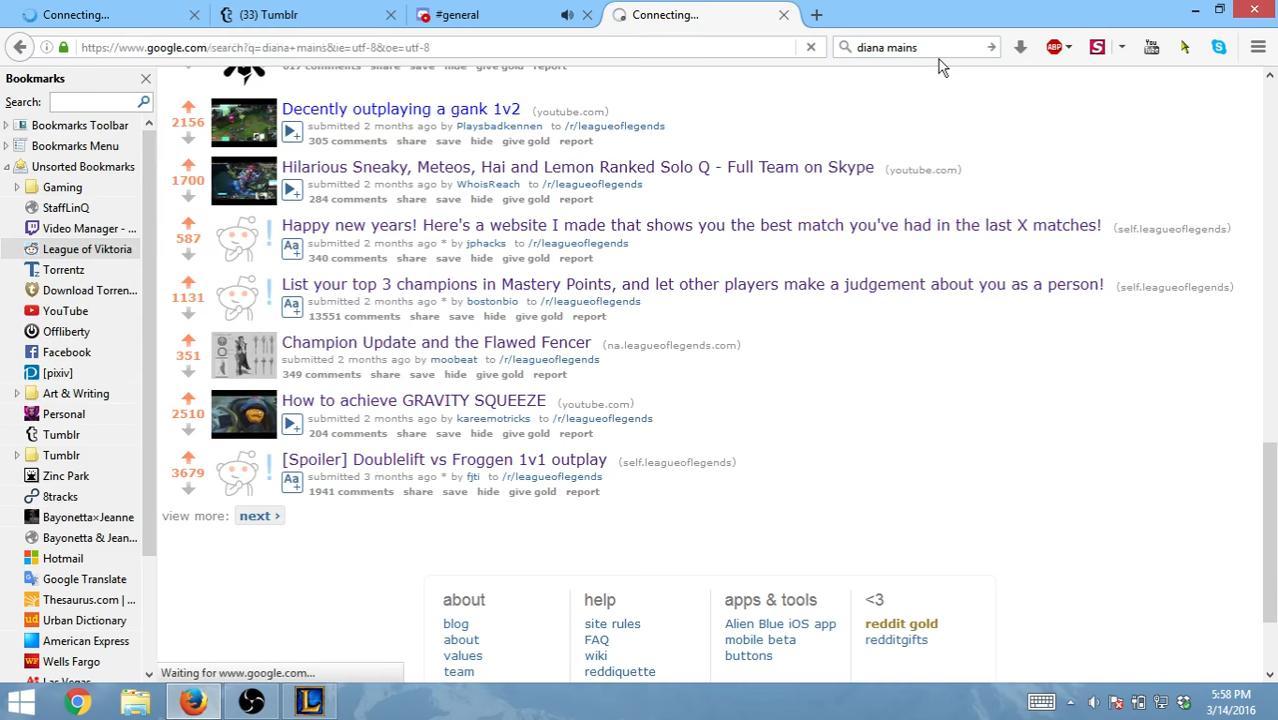 Connecting...
(33) Tumblr
#general
Connecting...
https://www.google.com/search?q=diana+mains&ie=utf-8&oe=utf-8
diana mains
ABP
S
You Tube
Bookmarks
Search:
Bookmarks Toolbar
Bookmarks Menu
Unsorted Bookmarks
Gaming
StaffLinQ
Video Manager - ...
League of Viktoria
Torrentz
Download Torren...
YouTube
Offliberty
Facebook
[pixiv]
Art & Writing
Personal
Tumblr
Tumblr
Zinc Park
8tracks
Bayonetta×Jeanne
Bayonetta & Jean...
Hotmail
Google Translate
Thesaurus.com | ...
Urban Dictionary
American Express
Wells Fargo
617 comments share save hide give gold report
2156
Decently outplaying a gank 1v2 (youtube.com)
submitted 2 months ago by Playsbadkennen to /r/leagueoflegends
305 comments share save hide give gold report
1700
Hilarious Sneaky, Meteos, Hai and Lemon Ranked Solo Q - Full Team on Skype (youtube.com)
submitted 2 months ago by WhoisReach to /r/leagueoflegends
284 comments share save hide give gold report
587
Happy new years! Here's a website I made that shows you the best match you've had in the last X matches! (self.leagueoflegends)
Aa+
submitted 2 months ago * by jphacks to /r/leagueoflegends
340 comments share save hide give gold report
1131
List your top 3 champions in Mastery Points, and let other players make a judgement about you as a person! (self.leagueoflegends)
Aa+
submitted 2 months ago * by bostonbio to /r/leagueoflegends
13551 comments share save hide give gold report
351
Champion Update and the Flawed Fencer (na.leagueoflegends.com)
submitted 2 months ago by moobeat to /r/leagueoflegends
349 comments share save hide give gold report
2510
How to achieve GRAVITY SQUEEZE (youtube.com)
submitted 2 months ago by kareemotricks to /r/leagueoflegends
204 comments share save hide give gold report
3679
[Spoiler] Doublelift vs Froggen 1v1 outplay (self.leagueoflegends)
Aa+
submitted 3 months ago * by fjti to /r/leagueoflegends
1941 comments share save hide give gold report
view more: next ›
about
blog
about
values
team
help
site rules
FAQ
wiki
reddiquette
apps & tools
Alien Blue iOS app
mobile beta
buttons
<3
reddit gold
redditgifts
Waiting for www.google.com...
5:58 PM
3/14/2016